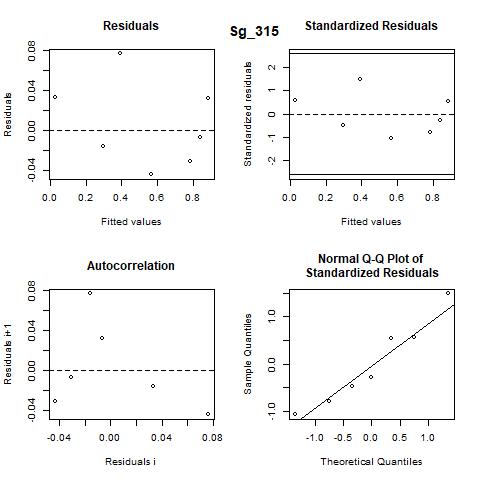 Sg_315
Residuals
Residuals
-0.04 0.00 0.04 0.08
0.0 0.2 0.4 0.6 0.8
Fitted values
Standardized Residuals
Standardized residuals
-2 -1 0 1 2
0.0 0.2 0.4 0.6 0.8
Fitted values
Autocorrelation
Residuals i+1
-0.04 0.00 0.04 0.08
-0.04 0.00 0.04 0.08
Residuals i
Normal Q-Q Plot of
Standardized Residuals
Sample Quantiles
-1.0 0.0 1.0
-1.0 0.0 0.5 1.0
Theoretical Quantiles